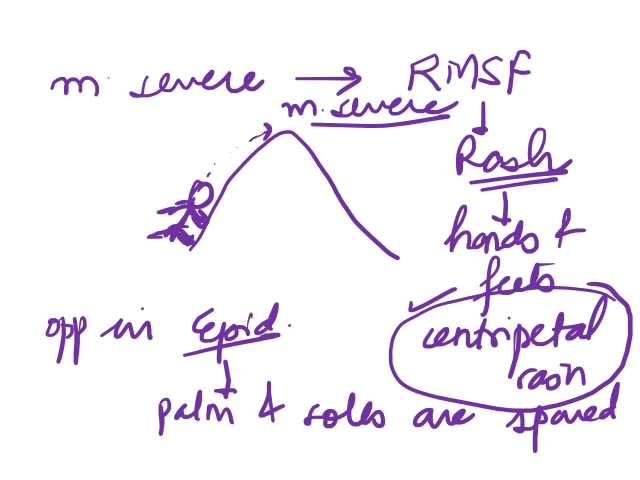 m. severe → RMSF
m. severe
Rash
hands &
feets
centripetal
rash
opp in Epid.
palm & soles are spared